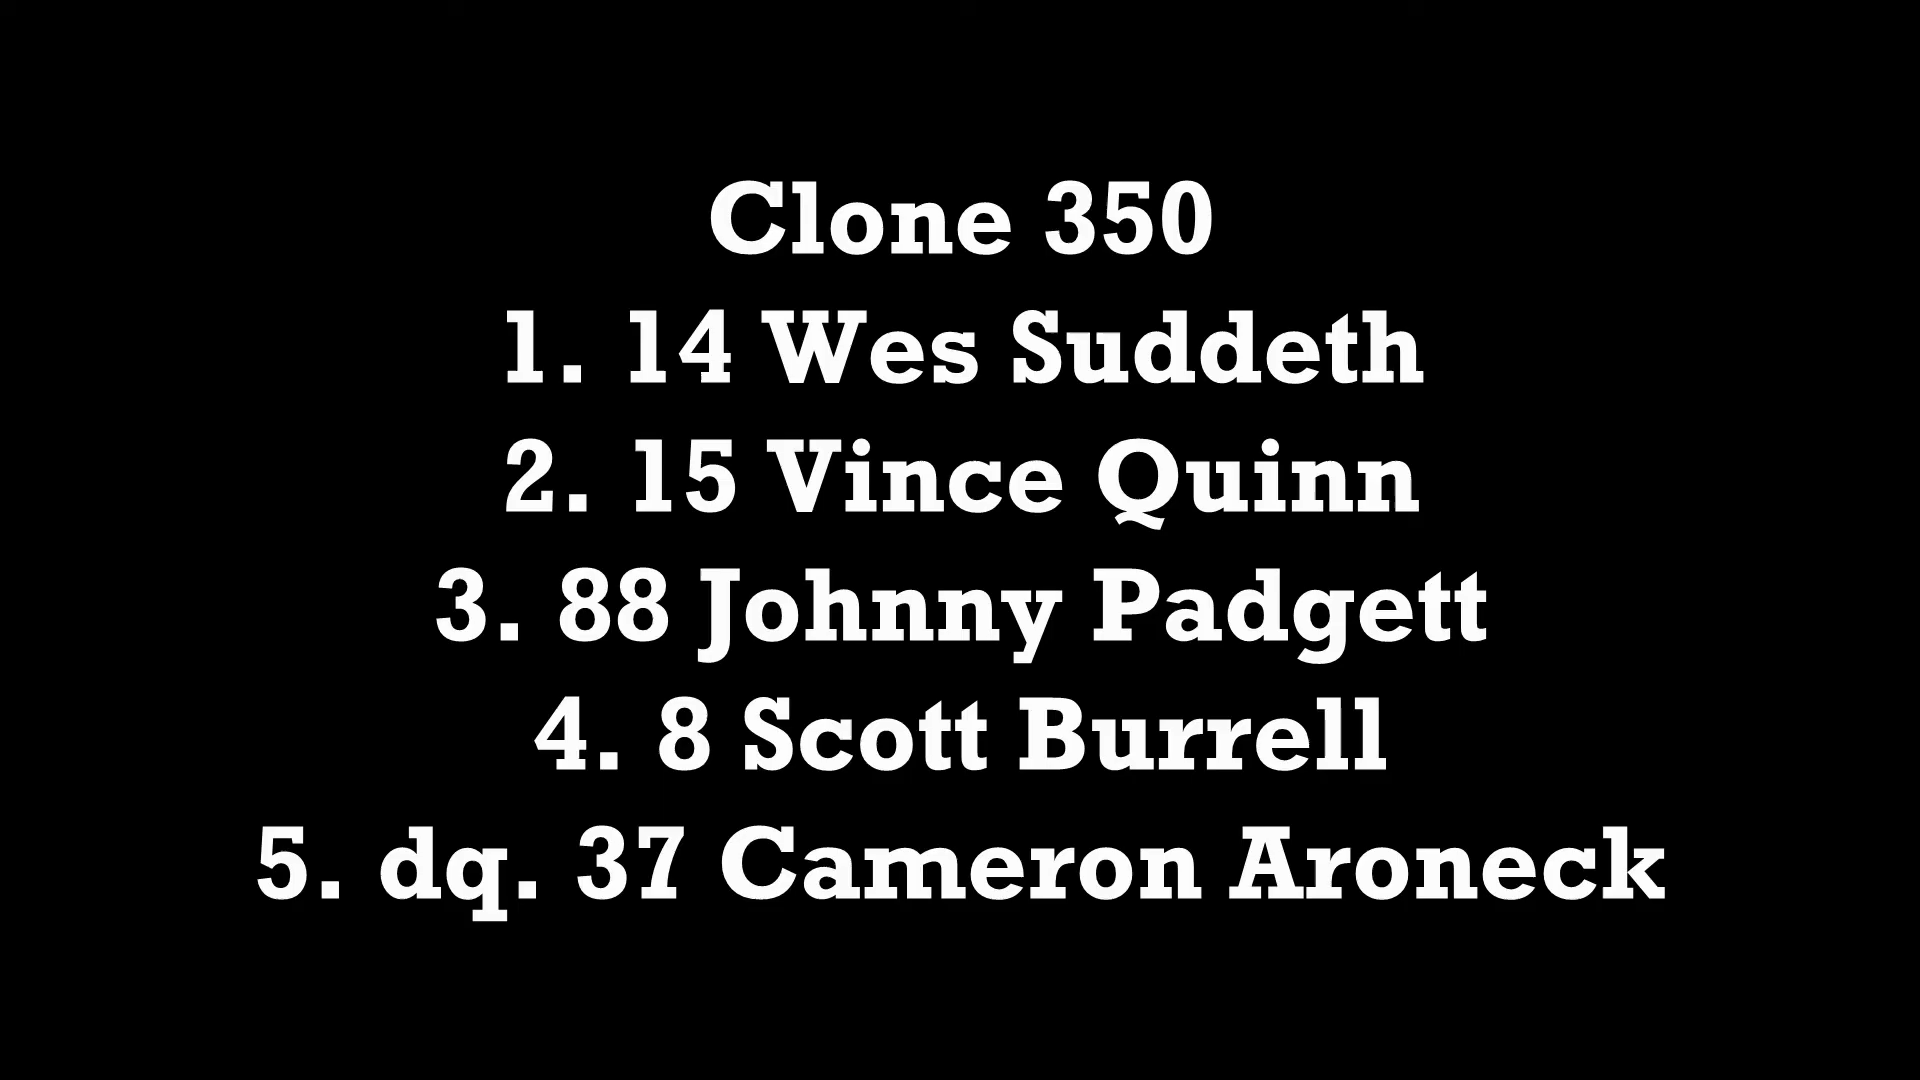 Clone 350
1. 14 Wes Suddeth
2. 15 Vince Quinn
3. 88 Johnny Padgett
4. 8 Scott Burrell
5. dq. 37 Cameron Aroneck